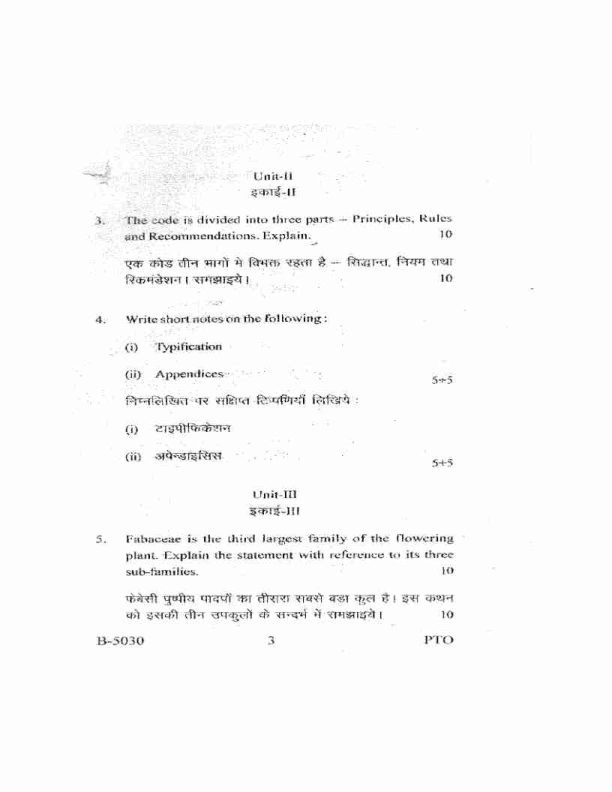 Unit-II
इकाई-II
3. The code is divided into three parts – Principles, Rules
and Recommendations. Explain. 10
एक कोड तीन भागों मे विभक्त रहता है – सिद्धान्त, नियम तथा
रिकमंडेशन। समझाइये। 10
4. Write short notes on the following :
(i) Typification
(ii) Appendices
5+5
निम्नलिखित पर संक्षिप्त टिप्पणियाँ लिखिये :
(i) टाइपीफिकेशन
(ii) अपेन्डाइसिस
5+5
Unit-III
इकाई-III
5. Fabaceae is the third largest family of the flowering
plant. Explain the statement with reference to its three
sub-families. 10
फेबेसी पुष्पीय पादपों का तीसरा सबसे बडा कुल है। इस कथन
को इसकी तीन उपकुलों के सन्दर्भ में समझाइये। 10
B-5030 3 PTO